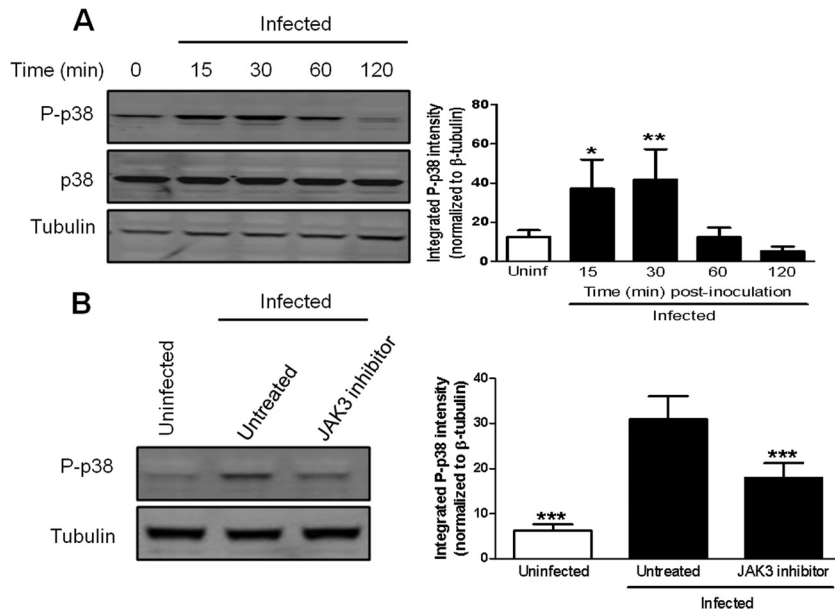 A
Infected
Time (min) 0 15 30 60 120
P-p38
p38
Tubulin
Integrated P-p38 intensity
(normalized to β-tubulin)
80
60
40
20
0
*
**
Uninf 15 30 60 120
Time (min) post-inoculation
Infected
B
Infected
Uninfected
Untreated
JAK3 inhibitor
P-p38
Tubulin
Integrated P-p38 intensity
(normalized to β-tubulin)
40
30
20
10
0
***
***
Uninfected Untreated JAK3 inhibitor
Infected